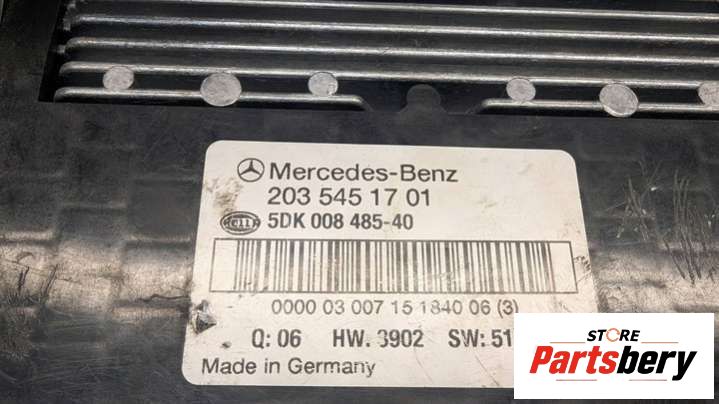 Mercedes-Benz
203 545 17 01
HELLA 5DK 008 485-40
0000 03 007 15 1840 06 (3)
Q: 06 HW. 3902 SW: 51
Made in Germany
STORE
Partsbery